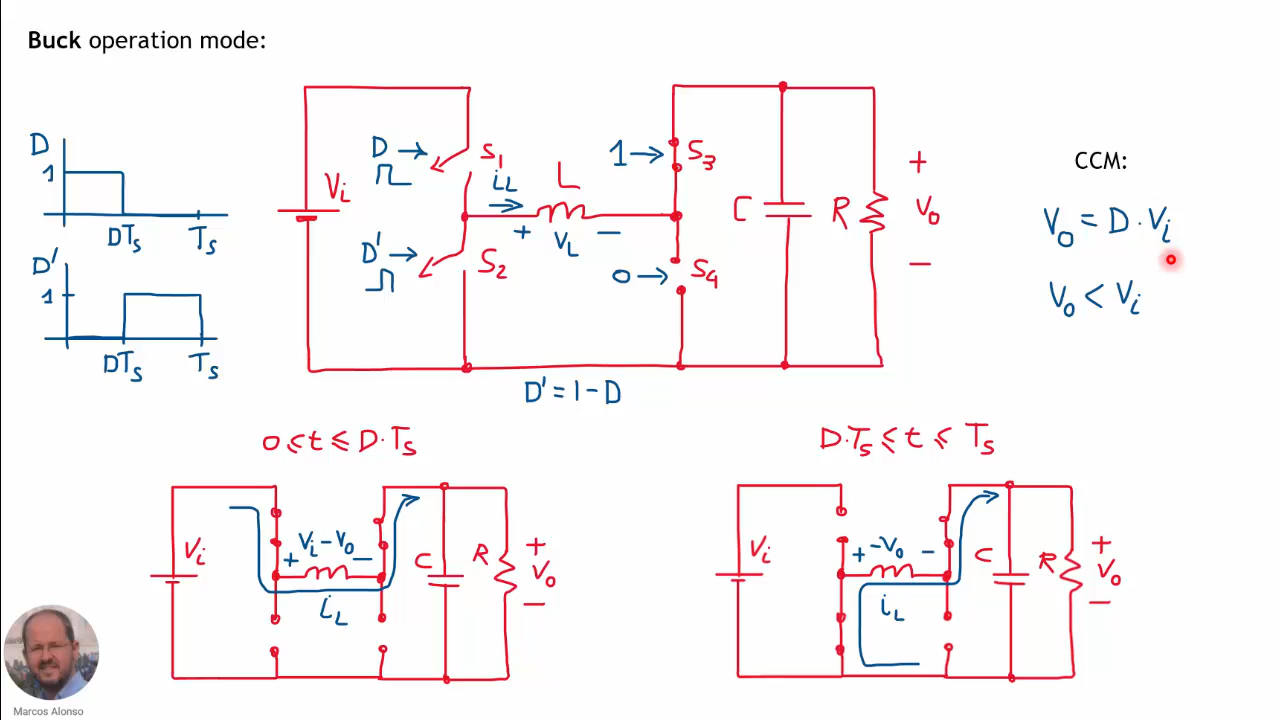 Buck operation mode:
D
1
DTs
Ts
D'
1
DTs
Ts
Vi
D →
S1
iL
L
+ VL −
D' →
S2
1 →
S3
0 →
S4
C
R
+
Vo
−
D' = 1 − D
CCM:
Vo = D · Vi
Vo < Vi
0 ≤ t ≤ D·Ts
Vi
Vi − Vo
+ −
iL
C
R
+
Vo
−
D·Ts ≤ t ≤ Ts
Vi
+ −Vo −
iL
C
R
+
Vo
−
Marcos Alonso